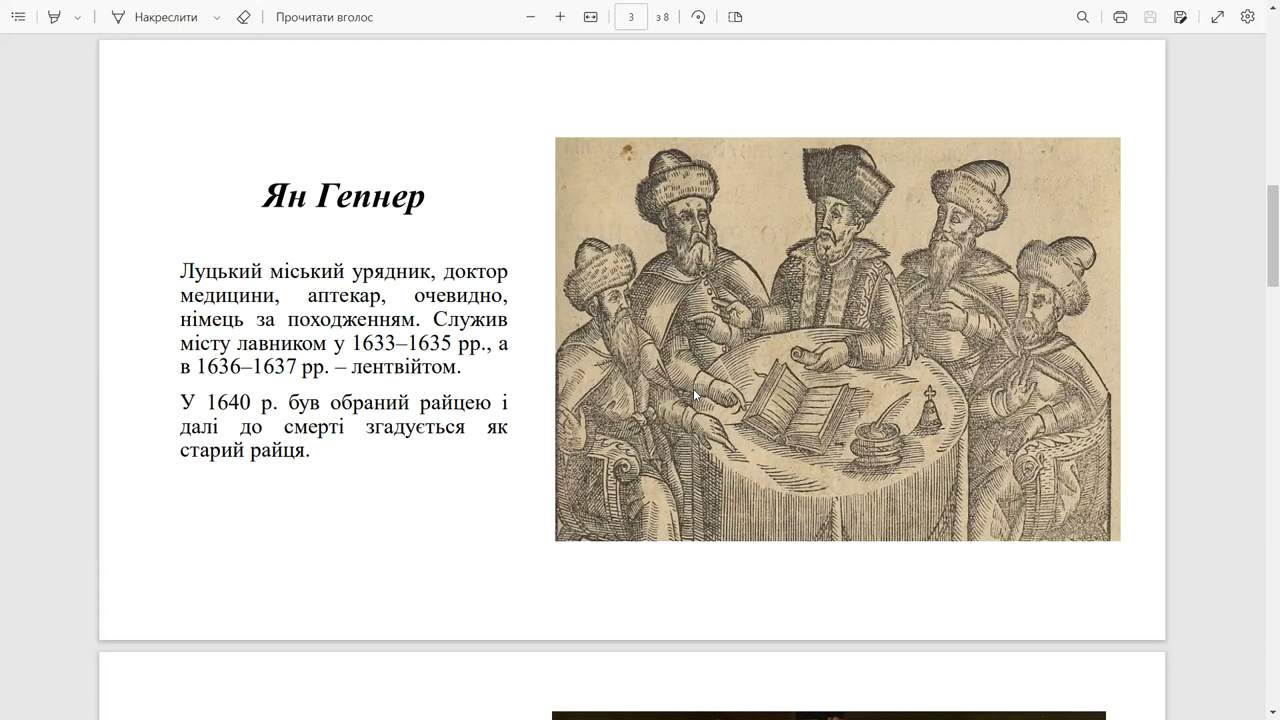 Накреслити
Прочитати вголос
3 з 8
Ян Гепнер
Луцький міський урядник, доктор
медицини, аптекар, очевидно,
німець за походженням. Служив
місту лавником у 1633–1635 рр., а
в 1636–1637 рр. – лентвійтом.
У 1640 р. був обраний райцею і
далі до смерті згадується як
старий райця.